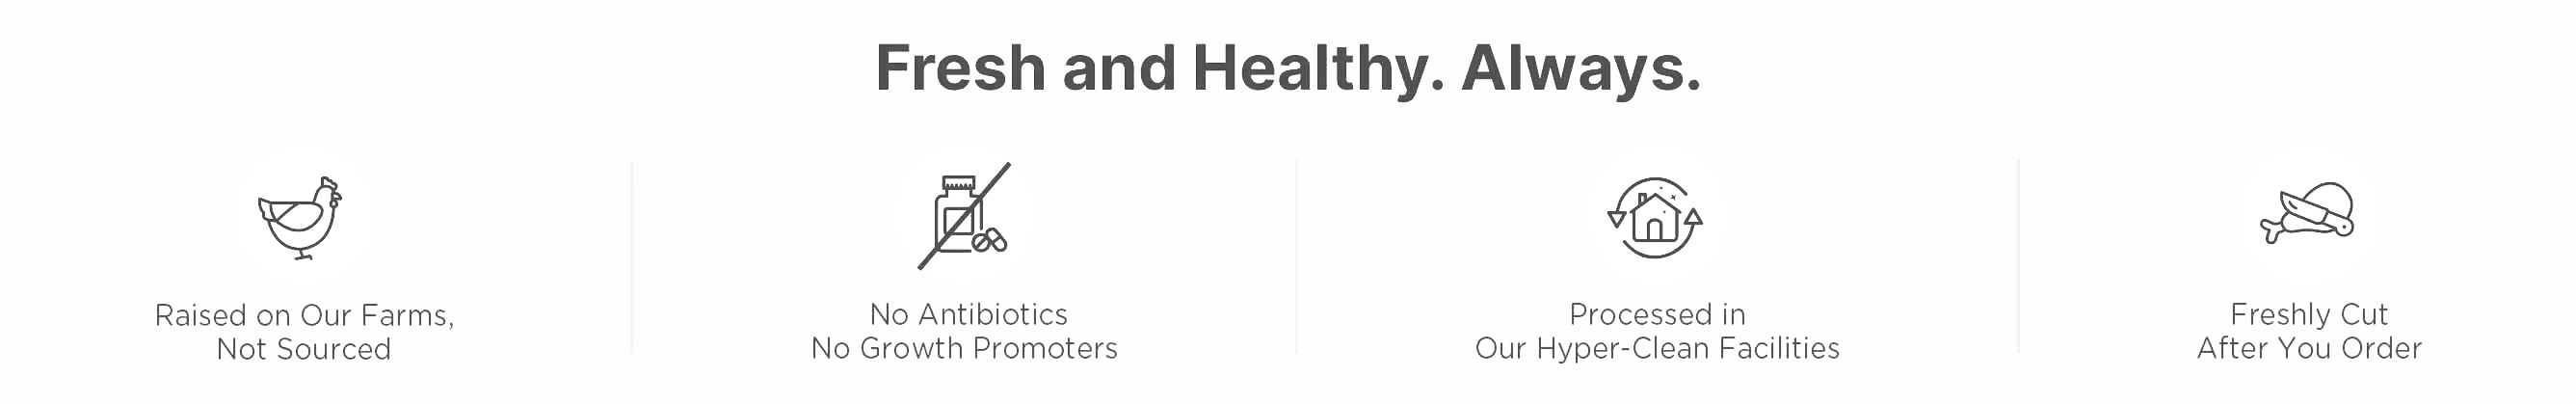 Fresh and Healthy. Always.
Raised on Our Farms,
Not Sourced
No Antibiotics
No Growth Promoters
Processed in
Our Hyper-Clean Facilities
Freshly Cut
After You Order